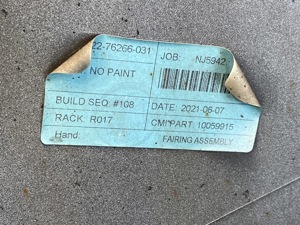 22-76266-031 JOB: NJ5942
NO PAINT
BUILD SEQ: #108 DATE: 2021-06-07
RACK: R017 CMI PART 10059915
Hand: FAIRING ASSEMBLY